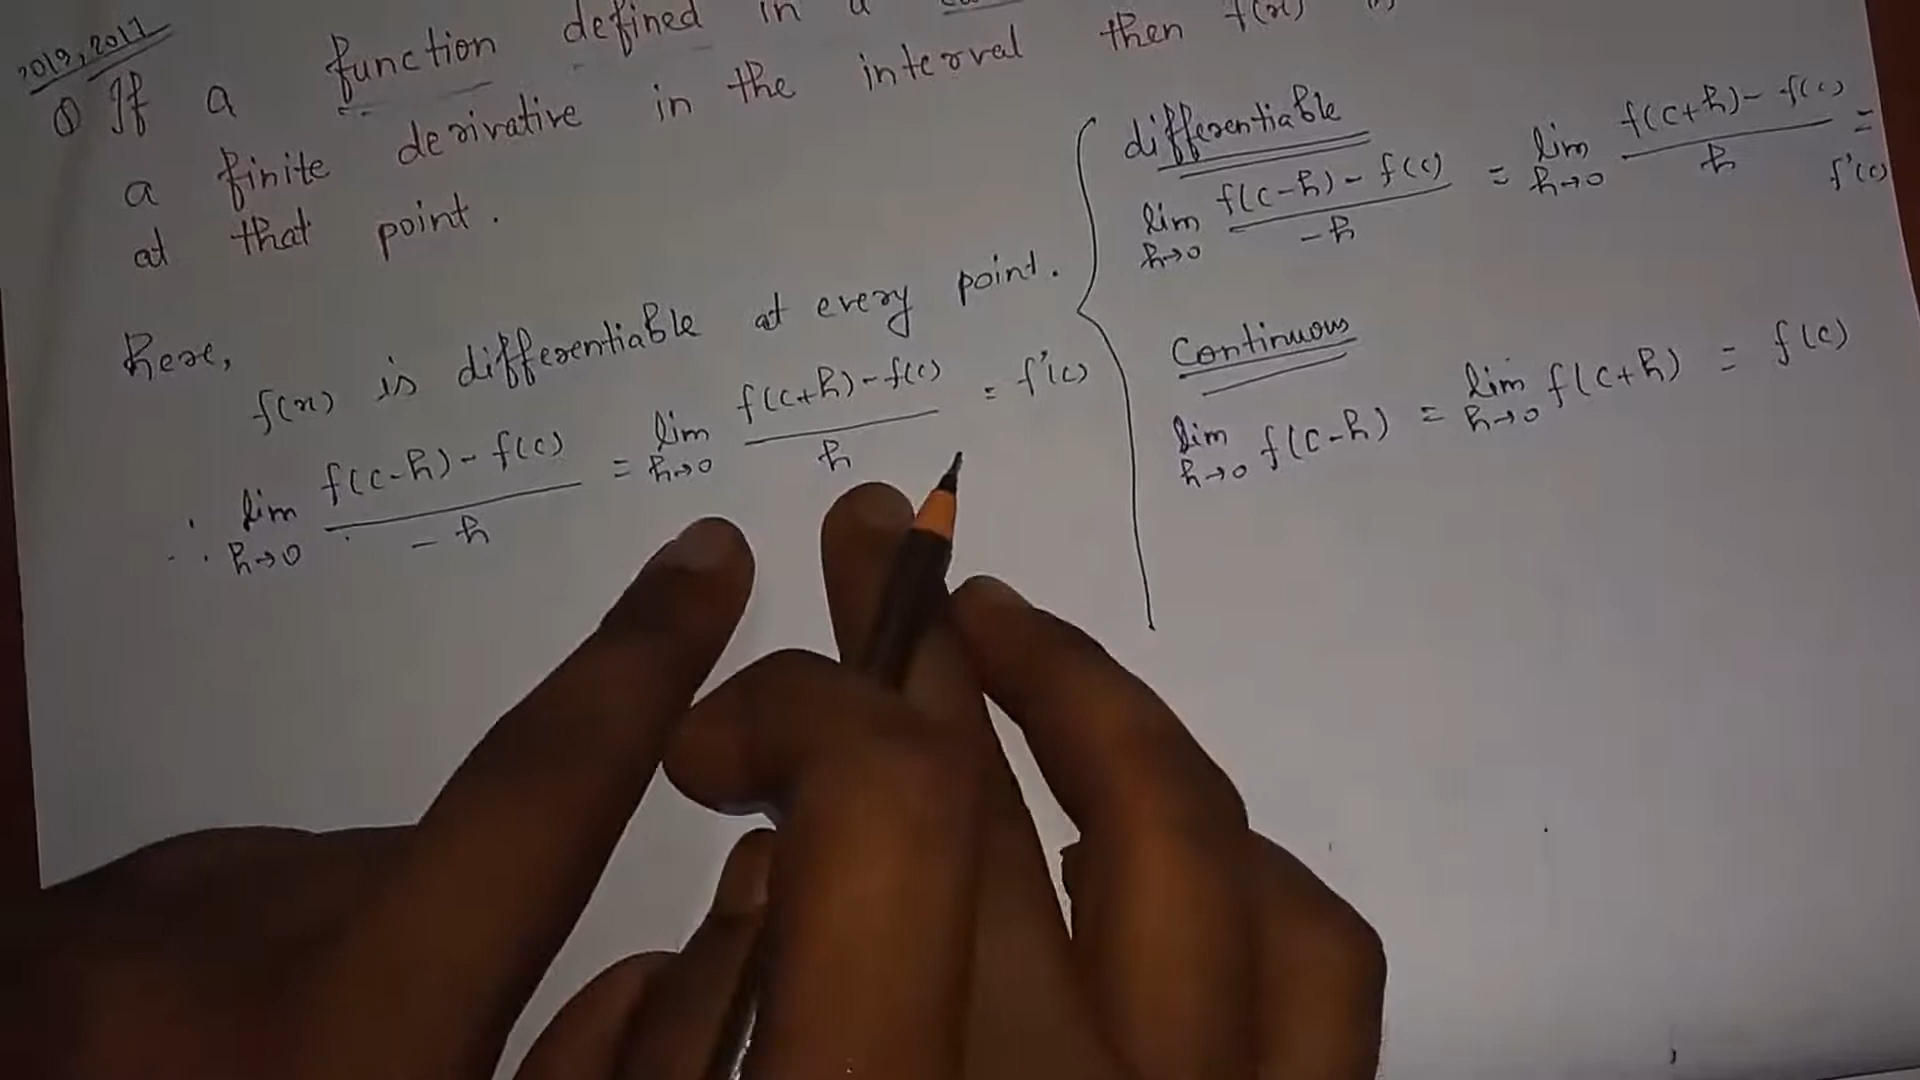 2019, 2017
① If a function defined in a
a finite derivative in the interval then f(x)
at that point.
here,
f(x) is differentiable at every point.
∴ lim h→0 f(c-h)-f(c) / -h = lim h→0 f(c+h)-f(c) / h = f'(c)
differentiable
lim h→0 f(c-h)-f(c) / -h = lim h→0 f(c+h)-f(c) / h = f'(c)
Continuous
lim h→0 f(c-h) = lim h→0 f(c+h) = f(c)